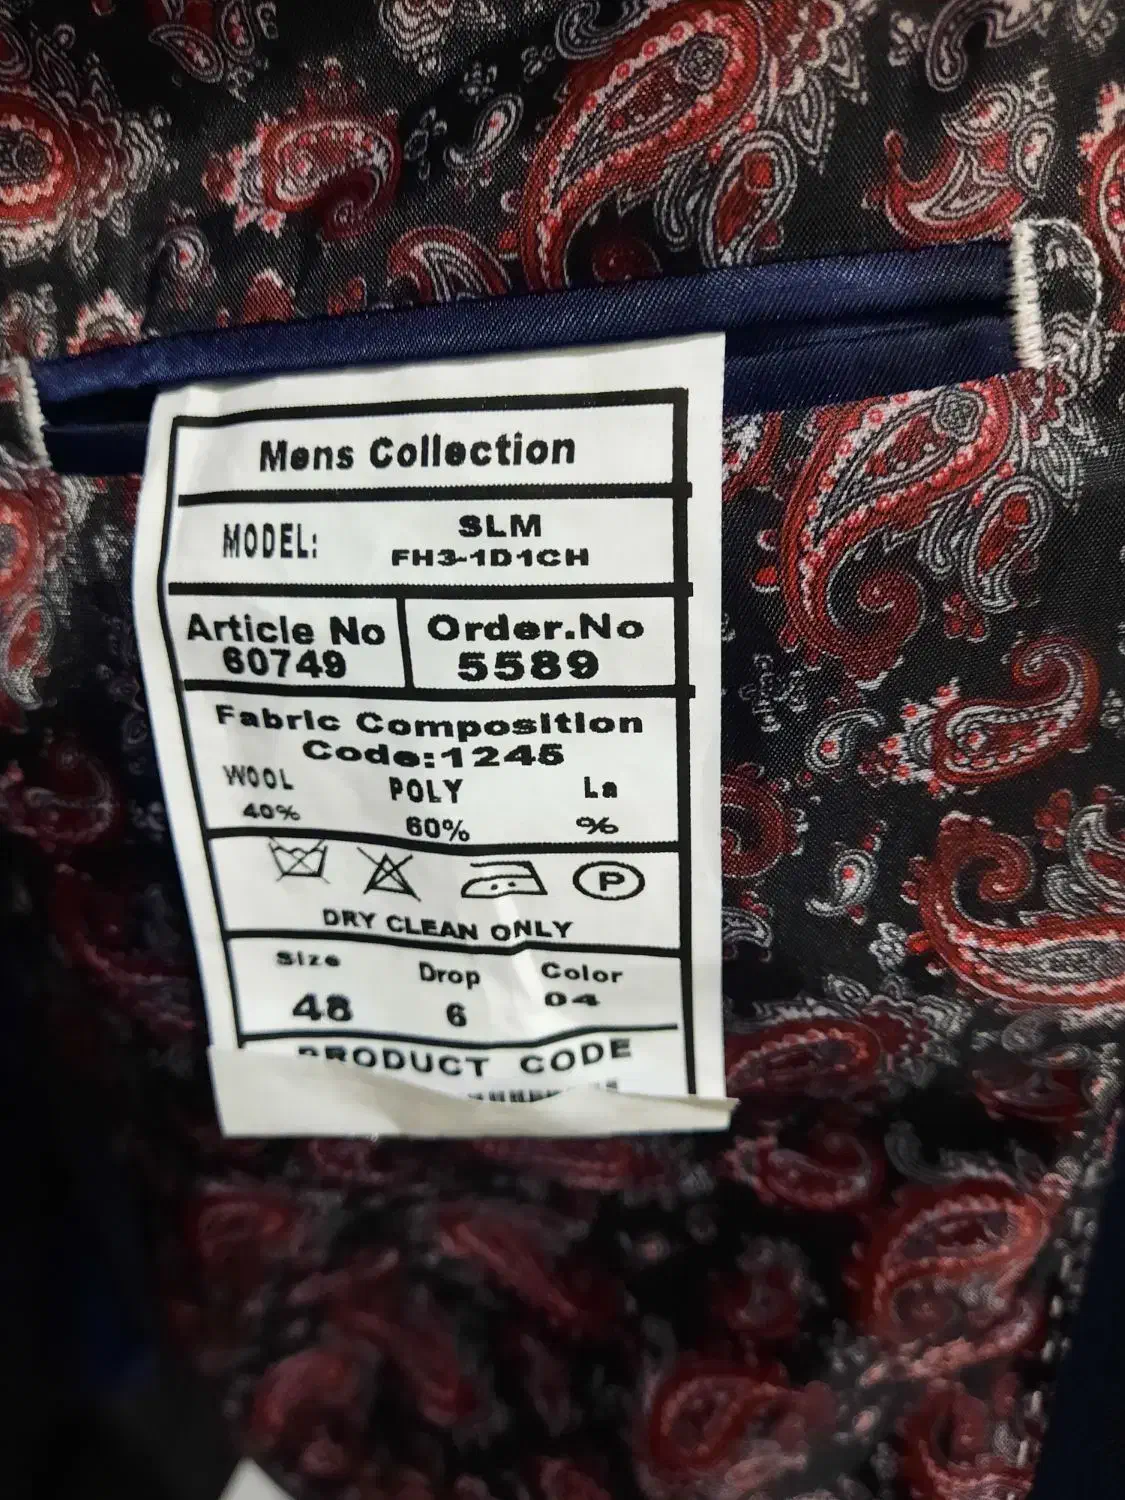 Mens Collection
MODEL: SLM
FH3-1D1CH
Article No Order.No
60749 5589
Fabric Composition
Code:1245
WOOL POLY La
40% 60% %
P
DRY CLEAN ONLY
Size Drop Color
48 6 04
PRODUCT CODE